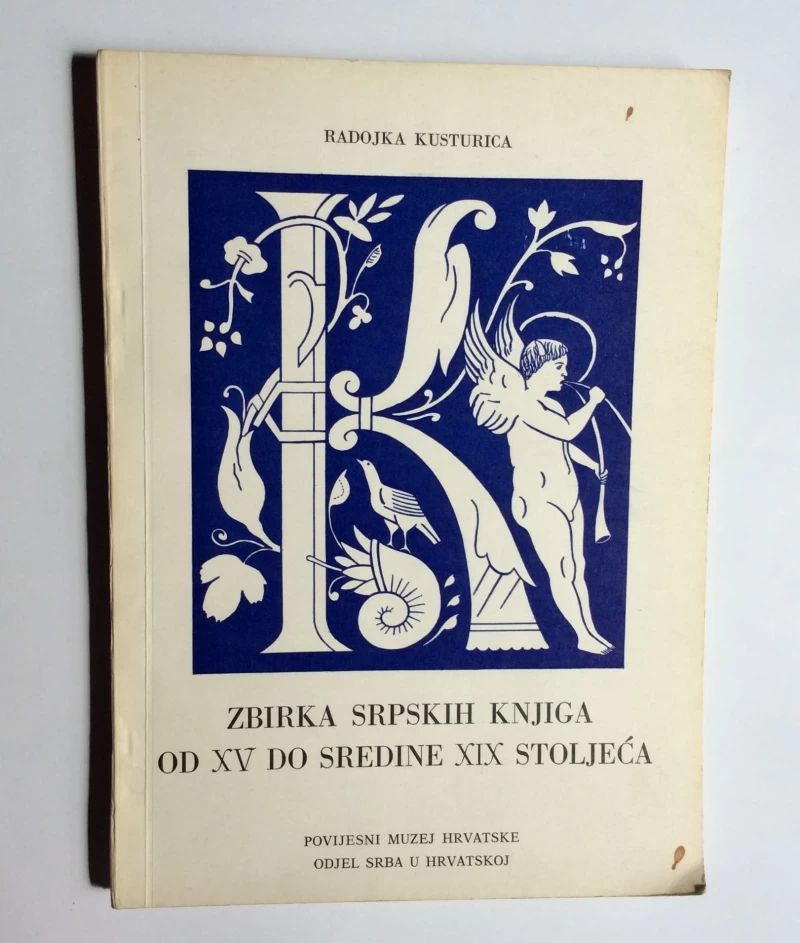 RADOJKA KUSTURICA
K
ZBIRKA SRPSKIH KNJIGA
OD XV DO SREDINE XIX STOLJEĆA
POVIJESNI MUZEJ HRVATSKE
ODJEL SRBA U HRVATSKOJ